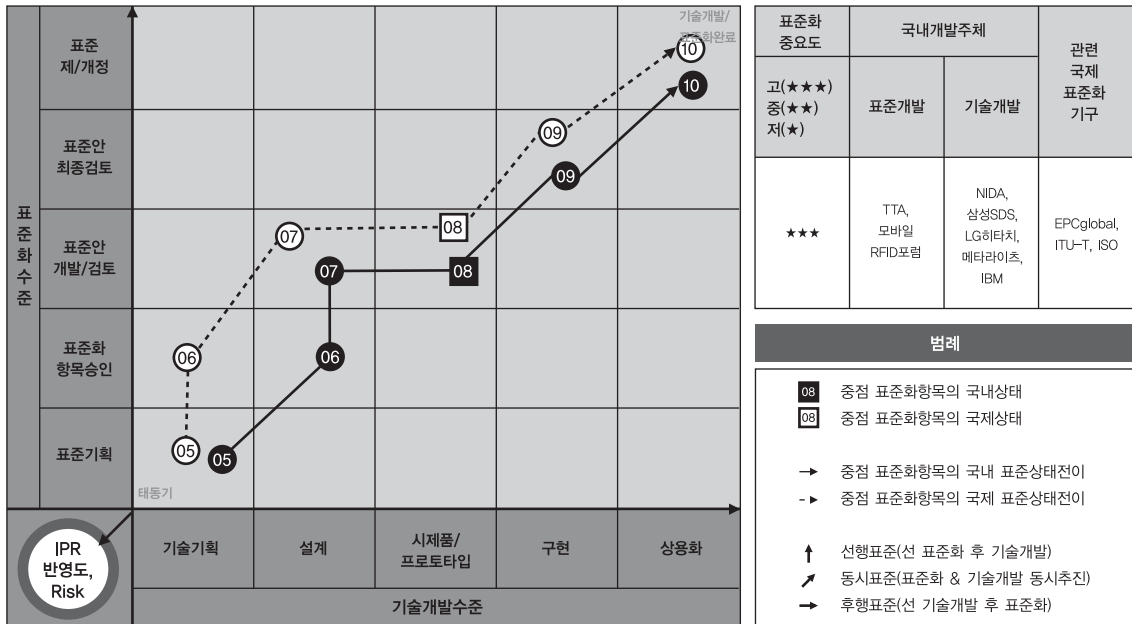 표준화수준
표준
제/개정
표준안
최종검토
표준안
개발/검토
표준화
항목승인
표준기획
기술개발/
표준화완료
10
10
09
09
08
07
07
08
06
06
05
05
태동기
IPR
반영도,
Risk
기술기획
설계
시제품/
프로토타입
구현
상용화
기술개발수준
표준화
중요도
국내개발주체
관련
국제
표준화
기구
고(★★★)
중(★★)
저(★)
표준개발
기술개발
★★★
TTA,
모바일
RFID포럼
NIDA,
삼성SDS,
LG히타치,
메타라이츠,
IBM
EPCglobal,
ITU-T, ISO
범례
08 중점 표준화항목의 국내상태
08 중점 표준화항목의 국제상태
중점 표준화항목의 국내 표준상태전이
중점 표준화항목의 국제 표준상태전이
선행표준(선 표준화 후 기술개발)
동시표준(표준화 & 기술개발 동시추진)
후행표준(선 기술개발 후 표준화)